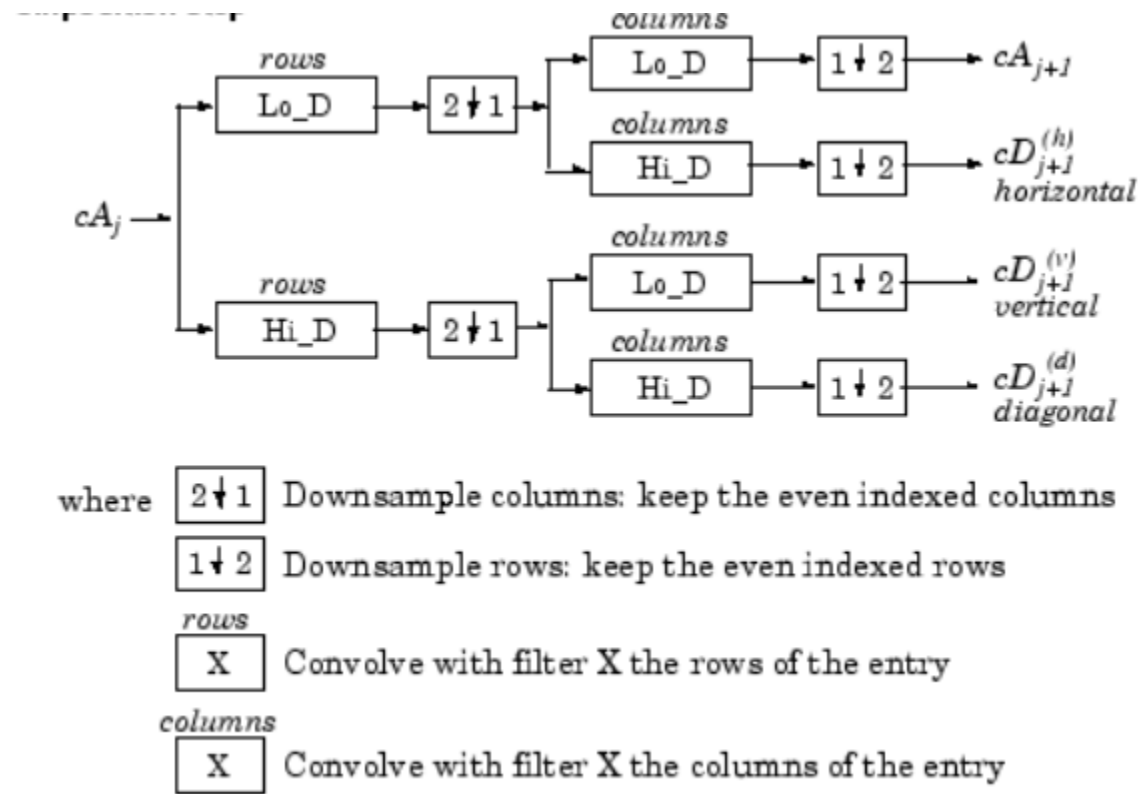 columns
rows
Lo_D
1↓2
cA_{j+1}
Lo_D
2↓1
columns
Hi_D
1↓2
cD_{j+1}^{(h)}
horizontal
cA_j
columns
rows
Lo_D
1↓2
cD_{j+1}^{(v)}
vertical
Hi_D
2↓1
columns
Hi_D
1↓2
cD_{j+1}^{(d)}
diagonal
where 2↓1 Downsample columns: keep the even indexed columns
1↓2 Downsample rows: keep the even indexed rows
rows
X Convolve with filter X the rows of the entry
columns
X Convolve with filter X the columns of the entry